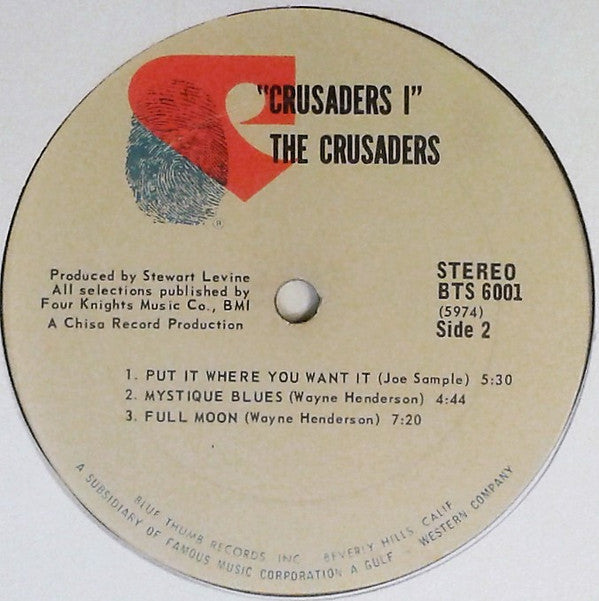 "CRUSADERS I"
THE CRUSADERS
®
Produced by Stewart Levine
All selections published by
Four Knights Music Co., BMI
A Chisa Record Production
STEREO
BTS 6001
(5974)
Side 2
1. PUT IT WHERE YOU WANT IT (Joe Sample) 5:30
2. MYSTIQUE BLUES (Wayne Henderson) 4:44
3. FULL MOON (Wayne Henderson) 7:20
BLUE THUMB RECORDS, INC. BEVERLY HILLS, CALIF.
A SUBSIDIARY OF FAMOUS MUSIC CORPORATION A GULF + WESTERN COMPANY